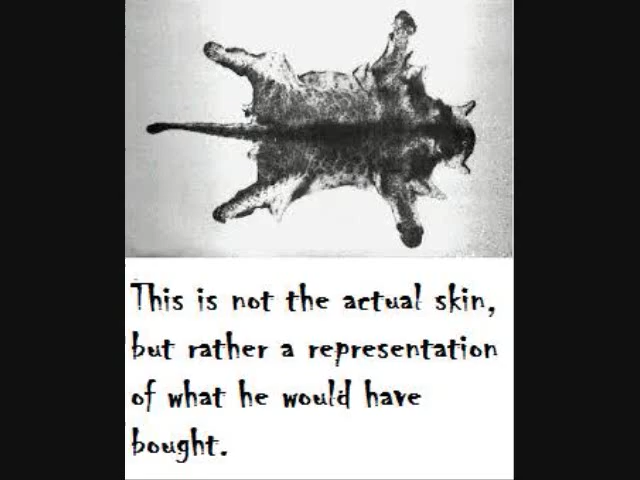 This is not the actual skin,
but rather a representation
of what he would have
bought.